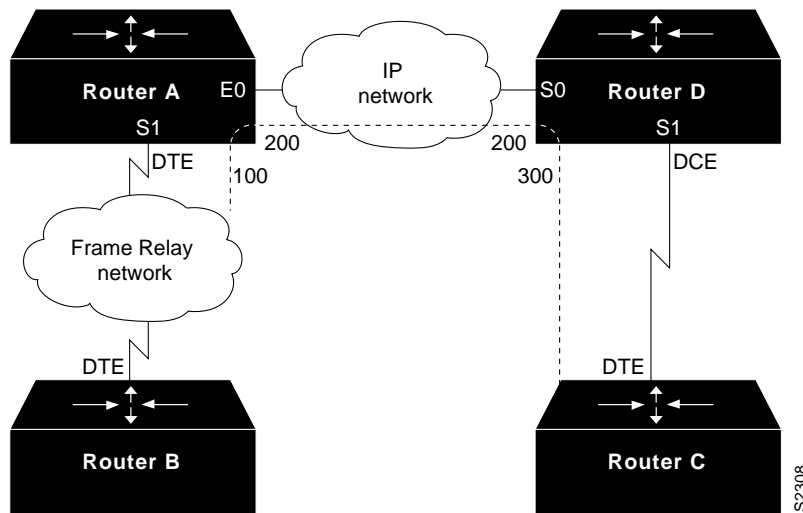 Router A
E0
S1
IP
network
S0
Router D
S1
200
200
DTE
100
300
DCE
Frame Relay
network
DTE
DTE
Router B
Router C
S2308